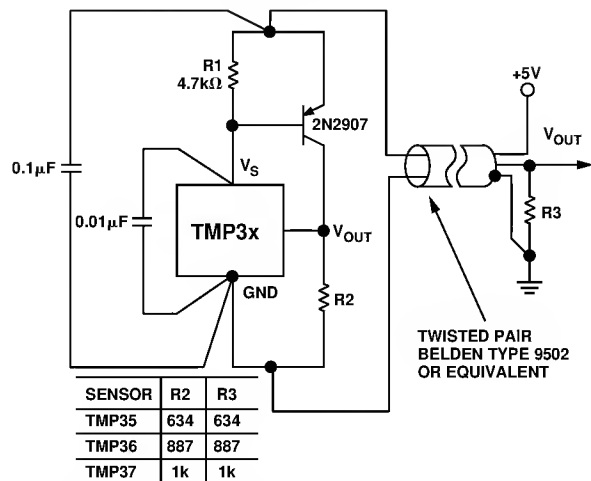 R1
4.7kΩ
+5V
2N2907
VOUT
0.1μF
VS
0.01μF
TMP3x
VOUT
R3
GND
R2
TWISTED PAIR
BELDEN TYPE 9502
OR EQUIVALENT
SENSOR R2 R3
TMP35 634 634
TMP36 887 887
TMP37 1k 1k